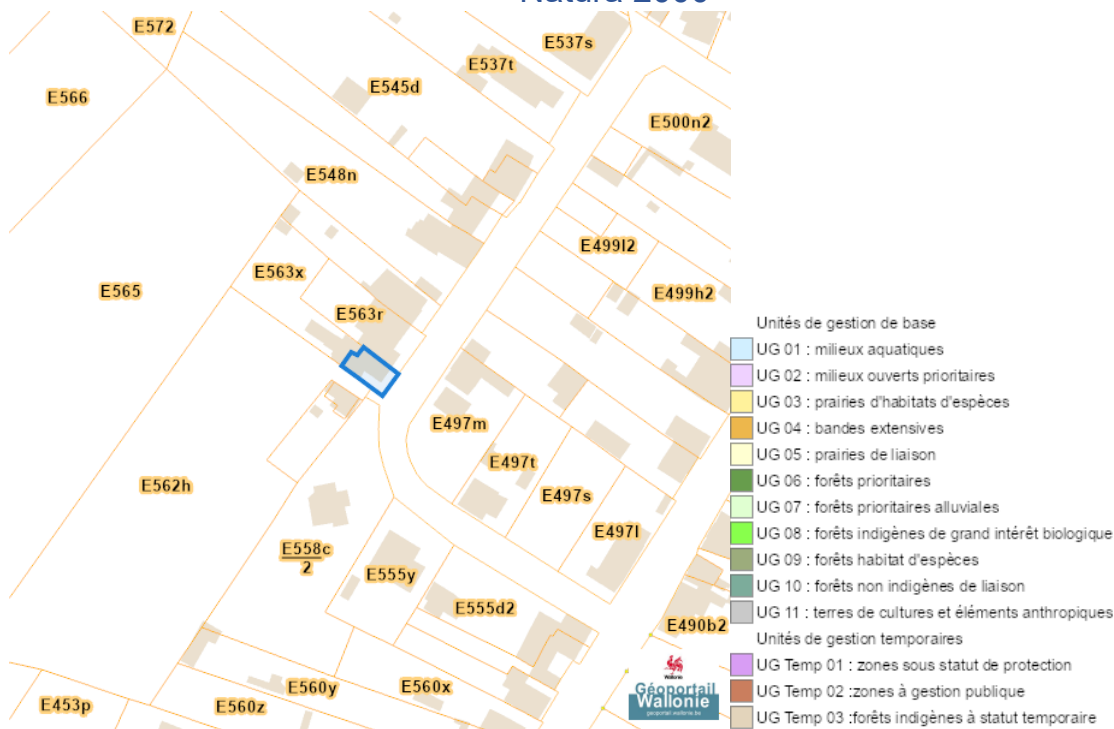 Natura 2000
E572
E537s
E537t
E545d
E566
E500n2
E548n
E499l2
E563x
E565
E499h2
E563r
E497m
E497t
E562h
E497s
E497l
E558c
2
E555y
E555d2
E490b2
E560y
E560x
E453p
E560z
Wallonie
Géoportail
Wallonie
geoportail.wallonie.be
Unités de gestion de base
UG 01 : milieux aquatiques
UG 02 : milieux ouverts prioritaires
UG 03 : prairies d'habitats d'espèces
UG 04 : bandes extensives
UG 05 : prairies de liaison
UG 06 : forêts prioritaires
UG 07 : forêts prioritaires alluviales
UG 08 : forêts indigènes de grand intérêt biologique
UG 09 : forêts habitat d'espèces
UG 10 : forêts non indigènes de liaison
UG 11 : terres de cultures et éléments anthropiques
Unités de gestion temporaires
UG Temp 01 : zones sous statut de protection
UG Temp 02 :zones à gestion publique
UG Temp 03 :forêts indigènes à statut temporaire